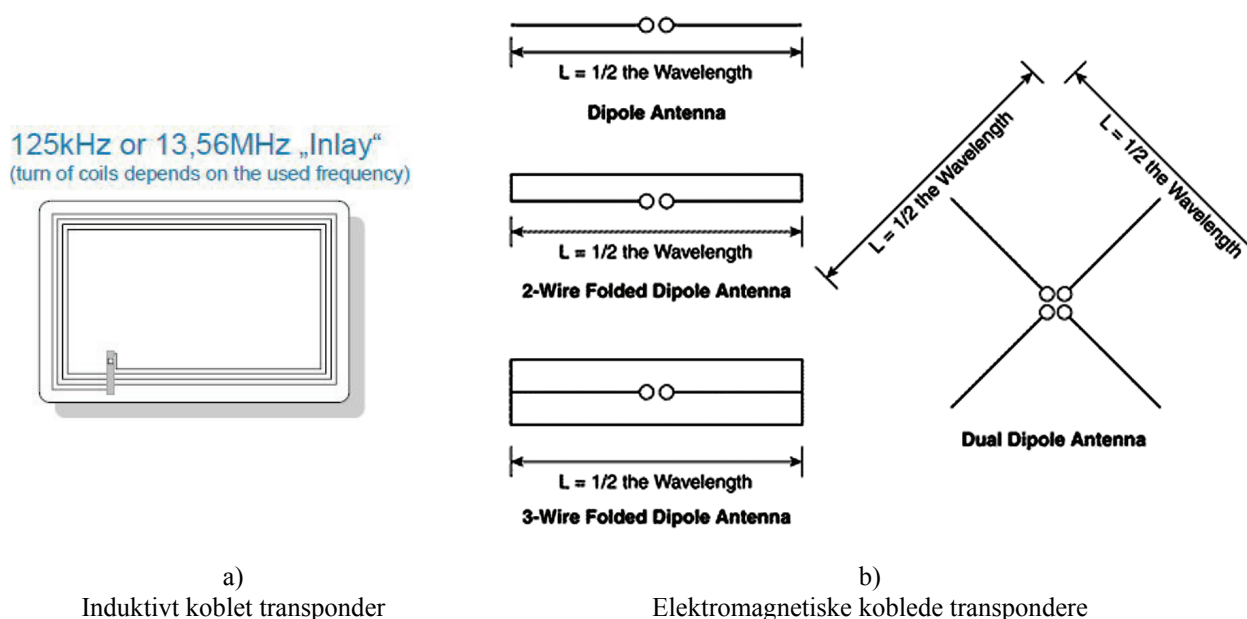 125kHz or 13,56MHz „Inlay“
(turn of coils depends on the used frequency)
L = 1/2 the Wavelength
Dipole Antenna
L = 1/2 the Wavelength
2-Wire Folded Dipole Antenna
L = 1/2 the Wavelength
3-Wire Folded Dipole Antenna
L = 1/2 the Wavelength
L = 1/2 the Wavelength
Dual Dipole Antenna
a)
Induktivt koblet transponder
b)
Elektromagnetiske koblede transpondere